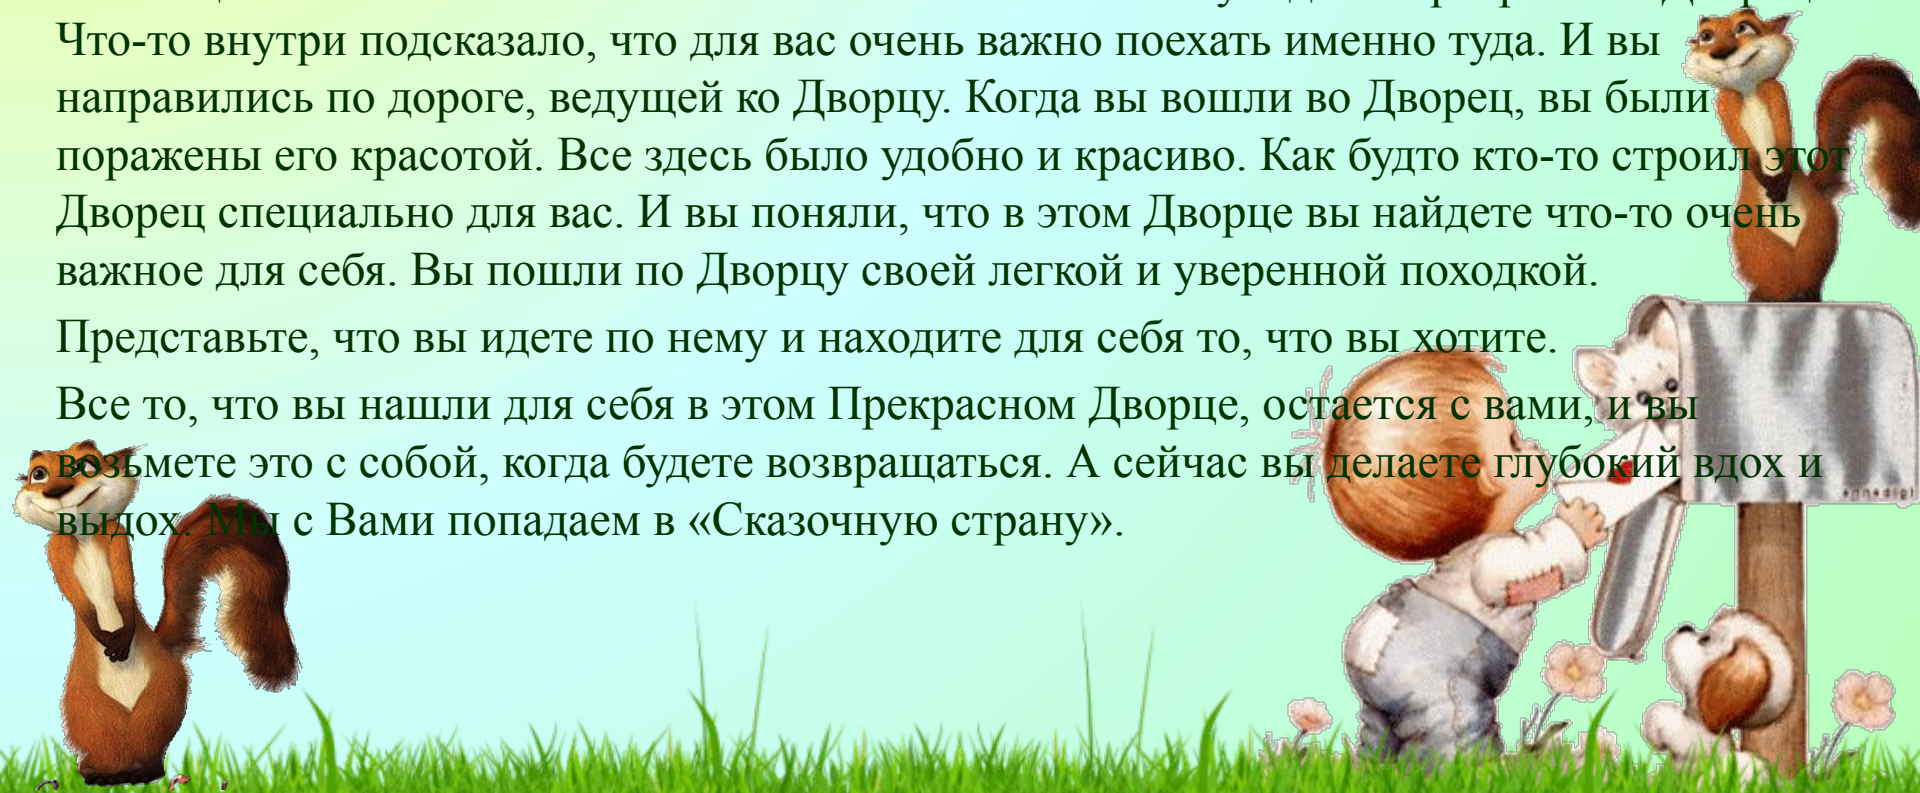 Что-то внутри подсказало, что для вас очень важно поехать именно туда. И вы
направились по дороге, ведущей ко Дворцу. Когда вы вошли во Дворец, вы были
поражены его красотой. Все здесь было удобно и красиво. Как будто кто-то строил этот
Дворец специально для вас. И вы поняли, что в этом Дворце вы найдете что-то очень
важное для себя. Вы пошли по Дворцу своей легкой и уверенной походкой.
Представьте, что вы идете по нему и находите для себя то, что вы хотите.
Все то, что вы нашли для себя в этом Прекрасном Дворце, остается с вами, и вы
возьмете это с собой, когда будете возвращаться. А сейчас вы делаете глубокий вдох и
выдох. Мы с Вами попадаем в «Сказочную страну».